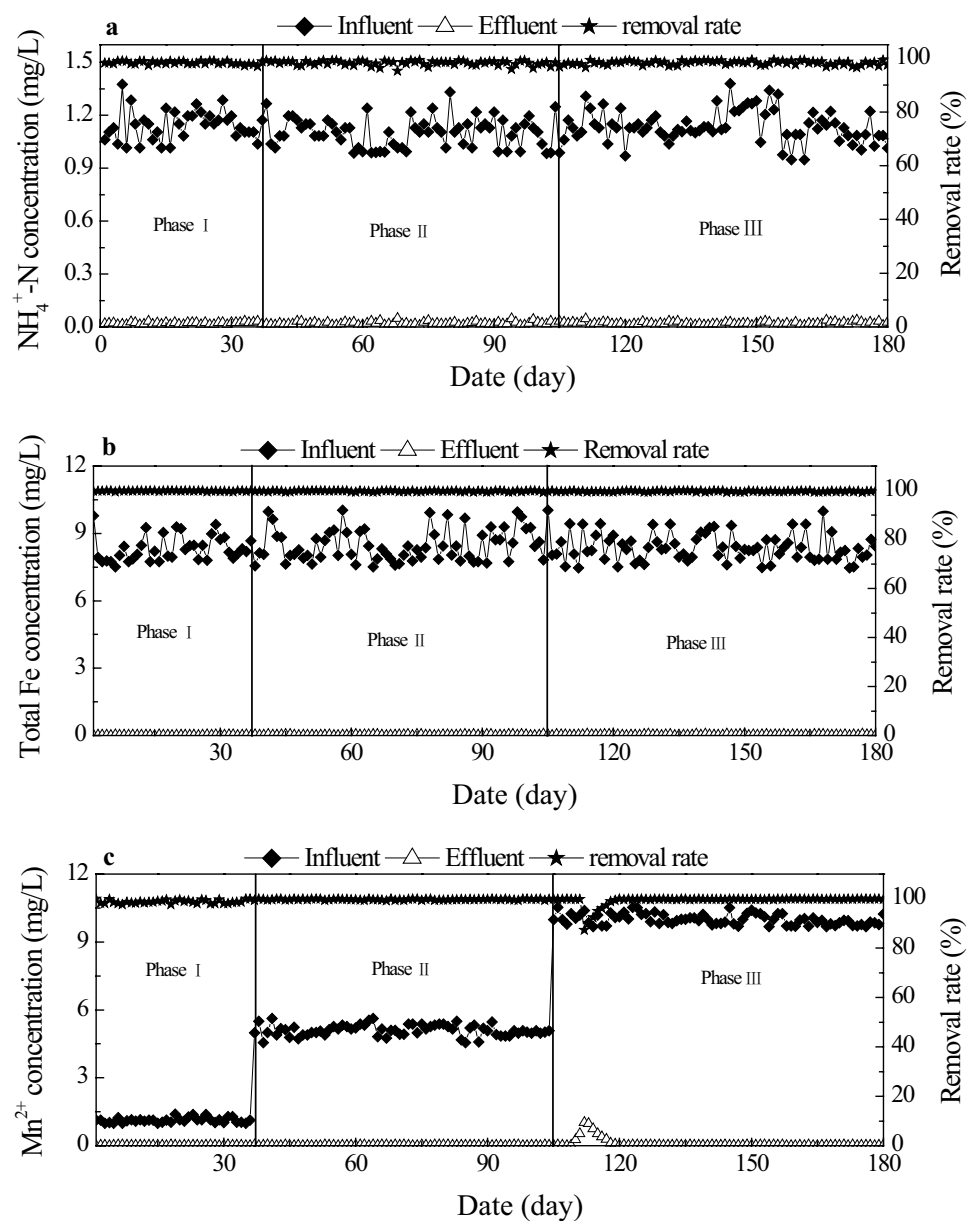 a
Influent Effluent removal rate
NH₄⁺-N concentration (mg/L)
1.5
1.2
0.9
0.6
0.3
0.0
100
80
60
40
20
0
Removal rate (%)
Phase Ⅰ
Phase Ⅱ
Phase Ⅲ
0 30 60 90 120 150 180
Date (day)
b
Influent Effluent Removal rate
Total Fe concentration (mg/L)
12
9
6
3
0
100
80
60
40
20
0
Removal rate (%)
Phase Ⅰ
Phase Ⅱ
Phase Ⅲ
30 60 90 120 150 180
Date (day)
c
Influent Effluent removal rate
Mn²⁺ concentration (mg/L)
12
9
6
3
0
100
80
60
40
20
0
Removal rate (%)
Phase Ⅰ
Phase Ⅱ
Phase Ⅲ
30 60 90 120 150 180
Date (day)